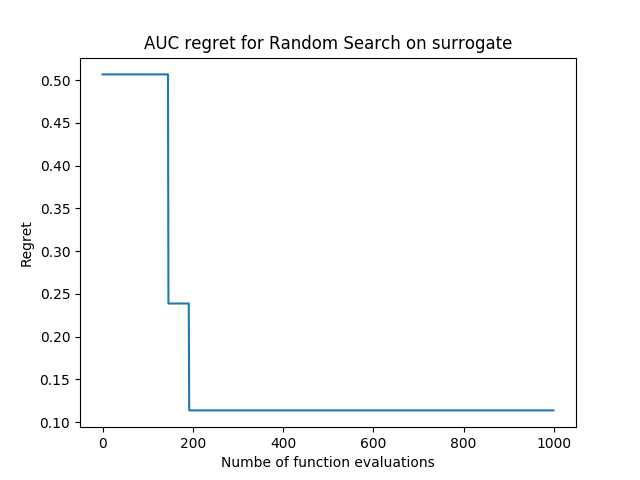 AUC regret for Random Search on surrogate
0.50
0.45
0.40
0.35
0.30
0.25
0.20
0.15
0.10
Regret
0 200 400 600 800 1000
Numbe of function evaluations